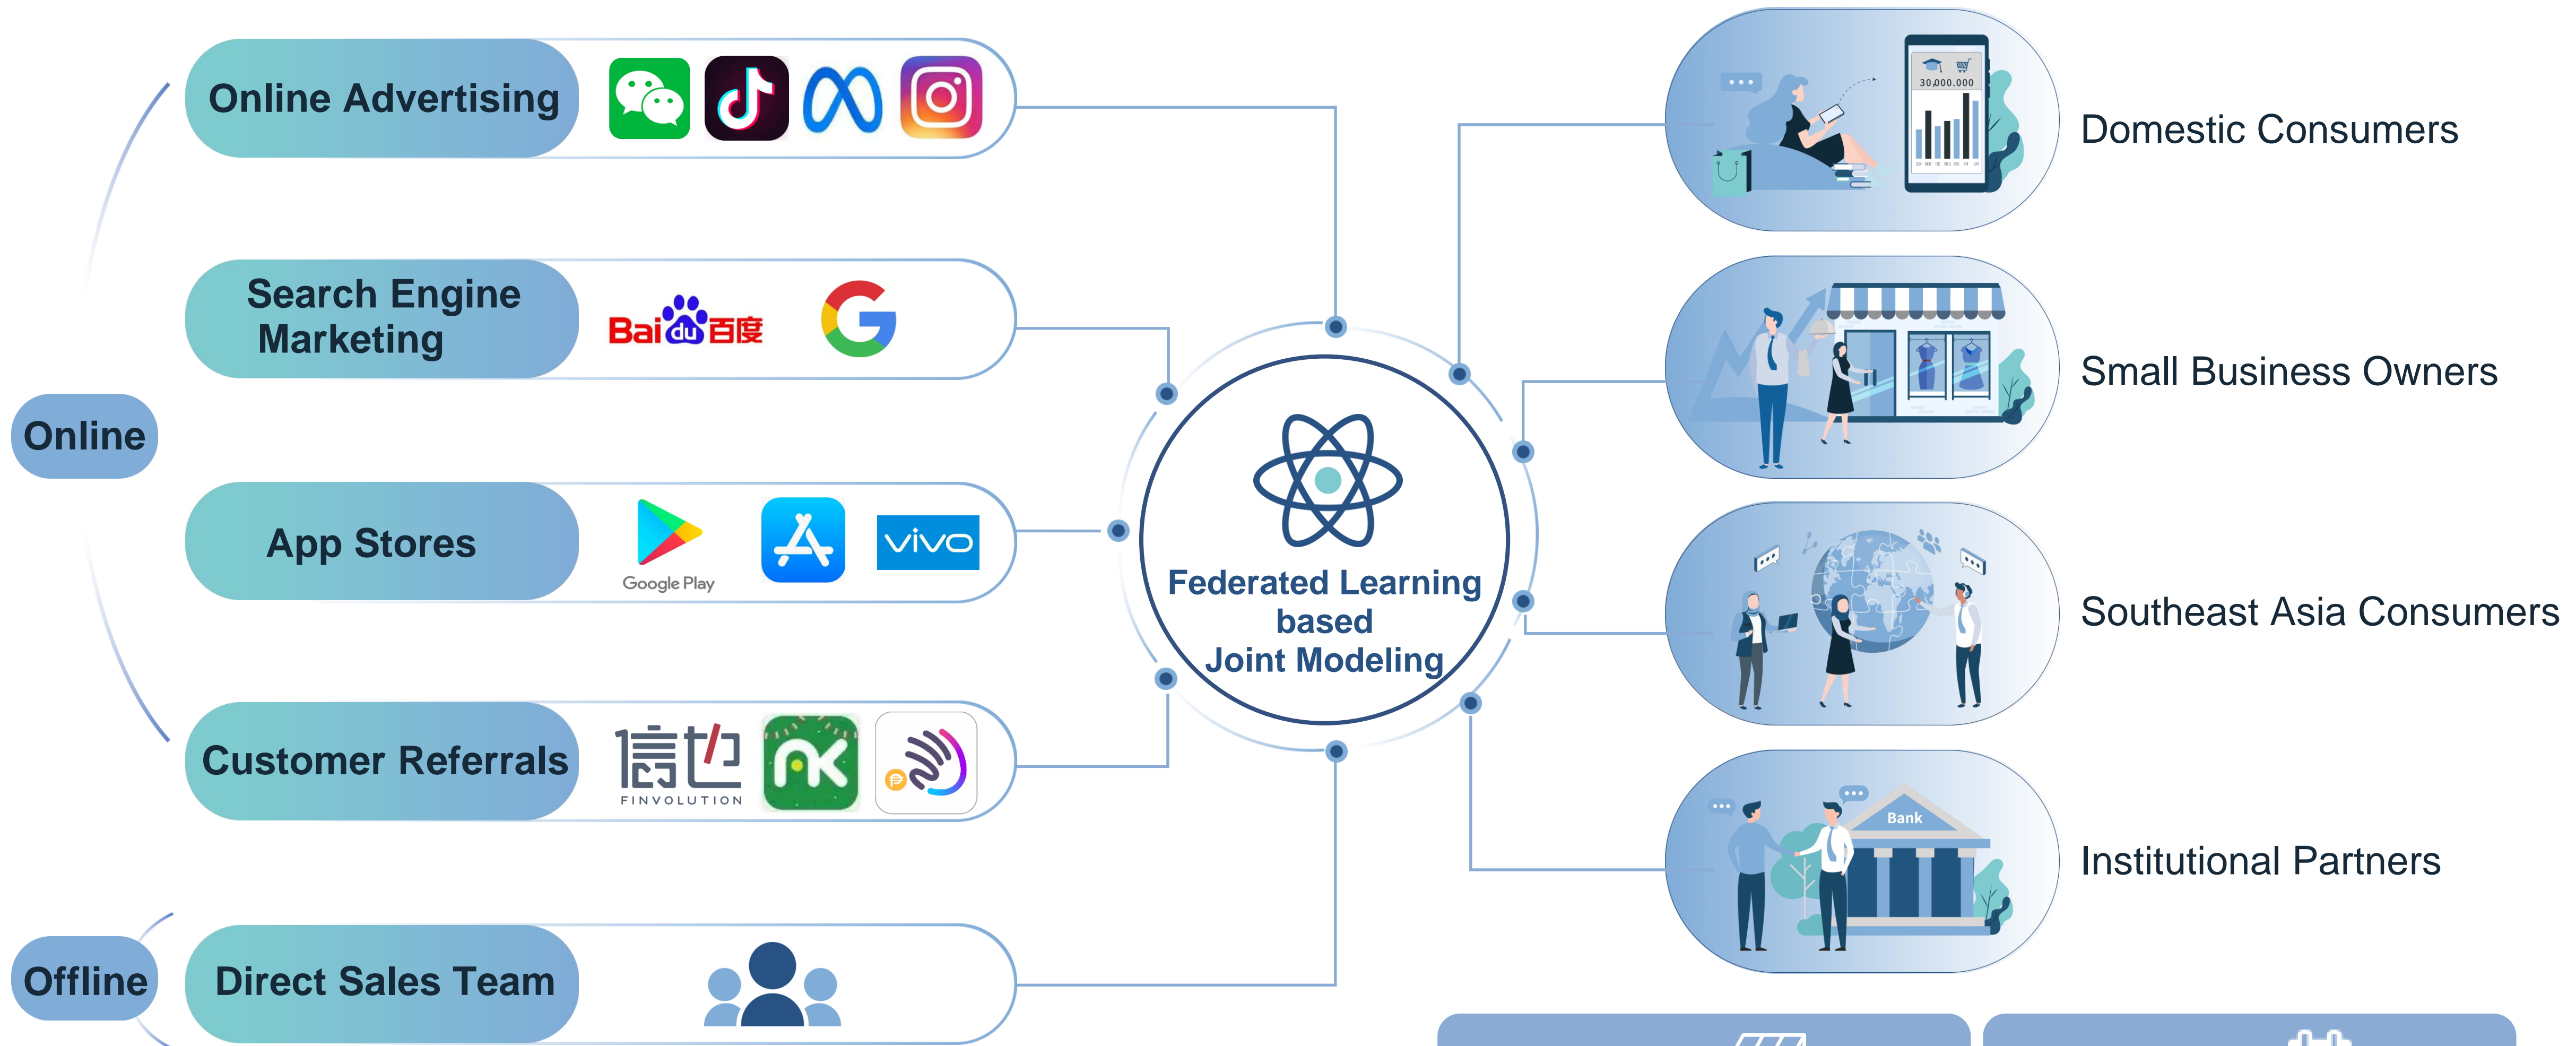 Online Advertising
Search Engine
Marketing
Bai du 百度
Online
App Stores
Google Play
vivo
Customer Referrals
信也
FINVOLUTION
AK
Offline
Direct Sales Team
Federated Learning
based
Joint Modeling
30,000.000
Domestic Consumers
Small Business Owners
Southeast Asia Consumers
Bank
Institutional Partners